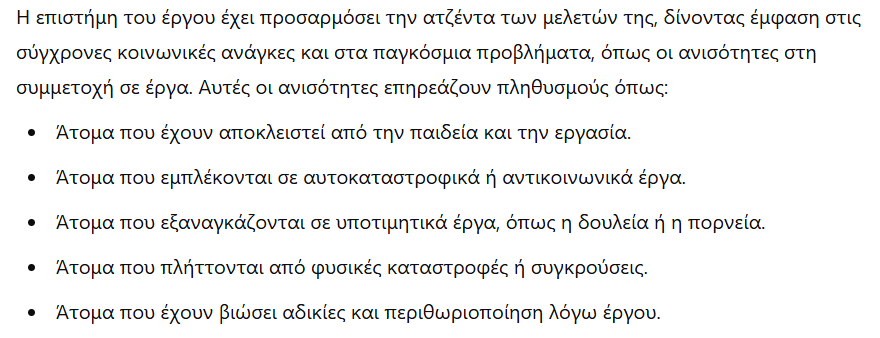 Η επιστήμη του έργου έχει προσαρμόσει την ατζέντα των μελετών της, δίνοντας έμφαση στις
σύγχρονες κοινωνικές ανάγκες και στα παγκόσμια προβλήματα, όπως οι ανισότητες στη
συμμετοχή σε έργα. Αυτές οι ανισότητες επηρεάζουν πληθυσμούς όπως:
• Άτομα που έχουν αποκλειστεί από την παιδεία και την εργασία.
• Άτομα που εμπλέκονται σε αυτοκαταστροφικά ή αντικοινωνικά έργα.
• Άτομα που εξαναγκάζονται σε υποτιμητικά έργα, όπως η δουλεία ή η πορνεία.
• Άτομα που πλήττονται από φυσικές καταστροφές ή συγκρούσεις.
• Άτομα που έχουν βιώσει αδικίες και περιθωριοποίηση λόγω έργου.